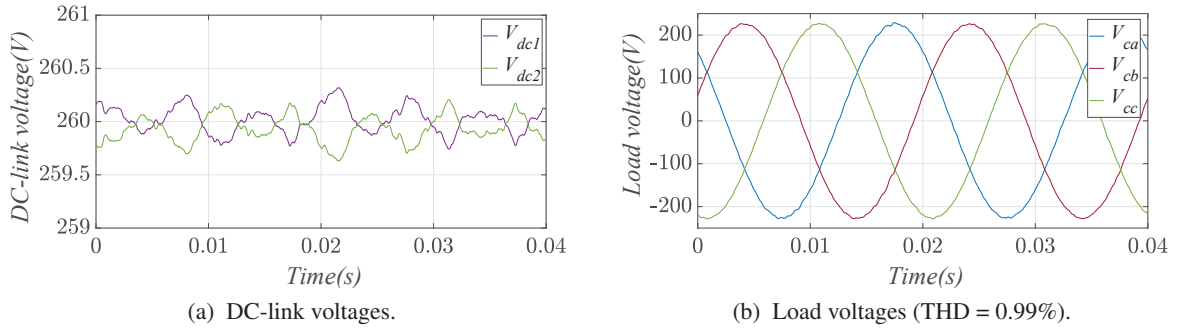 261
260.5
260
259.5
259
DC-link voltage(V)
V_dc1
V_dc2
0
0.01
0.02
0.03
0.04
Time(s)
(a) DC-link voltages.
200
100
0
-100
-200
Load voltage(V)
V_ca
V_cb
V_cc
0
0.01
0.02
0.03
0.04
Time(s)
(b) Load voltages (THD = 0.99%).